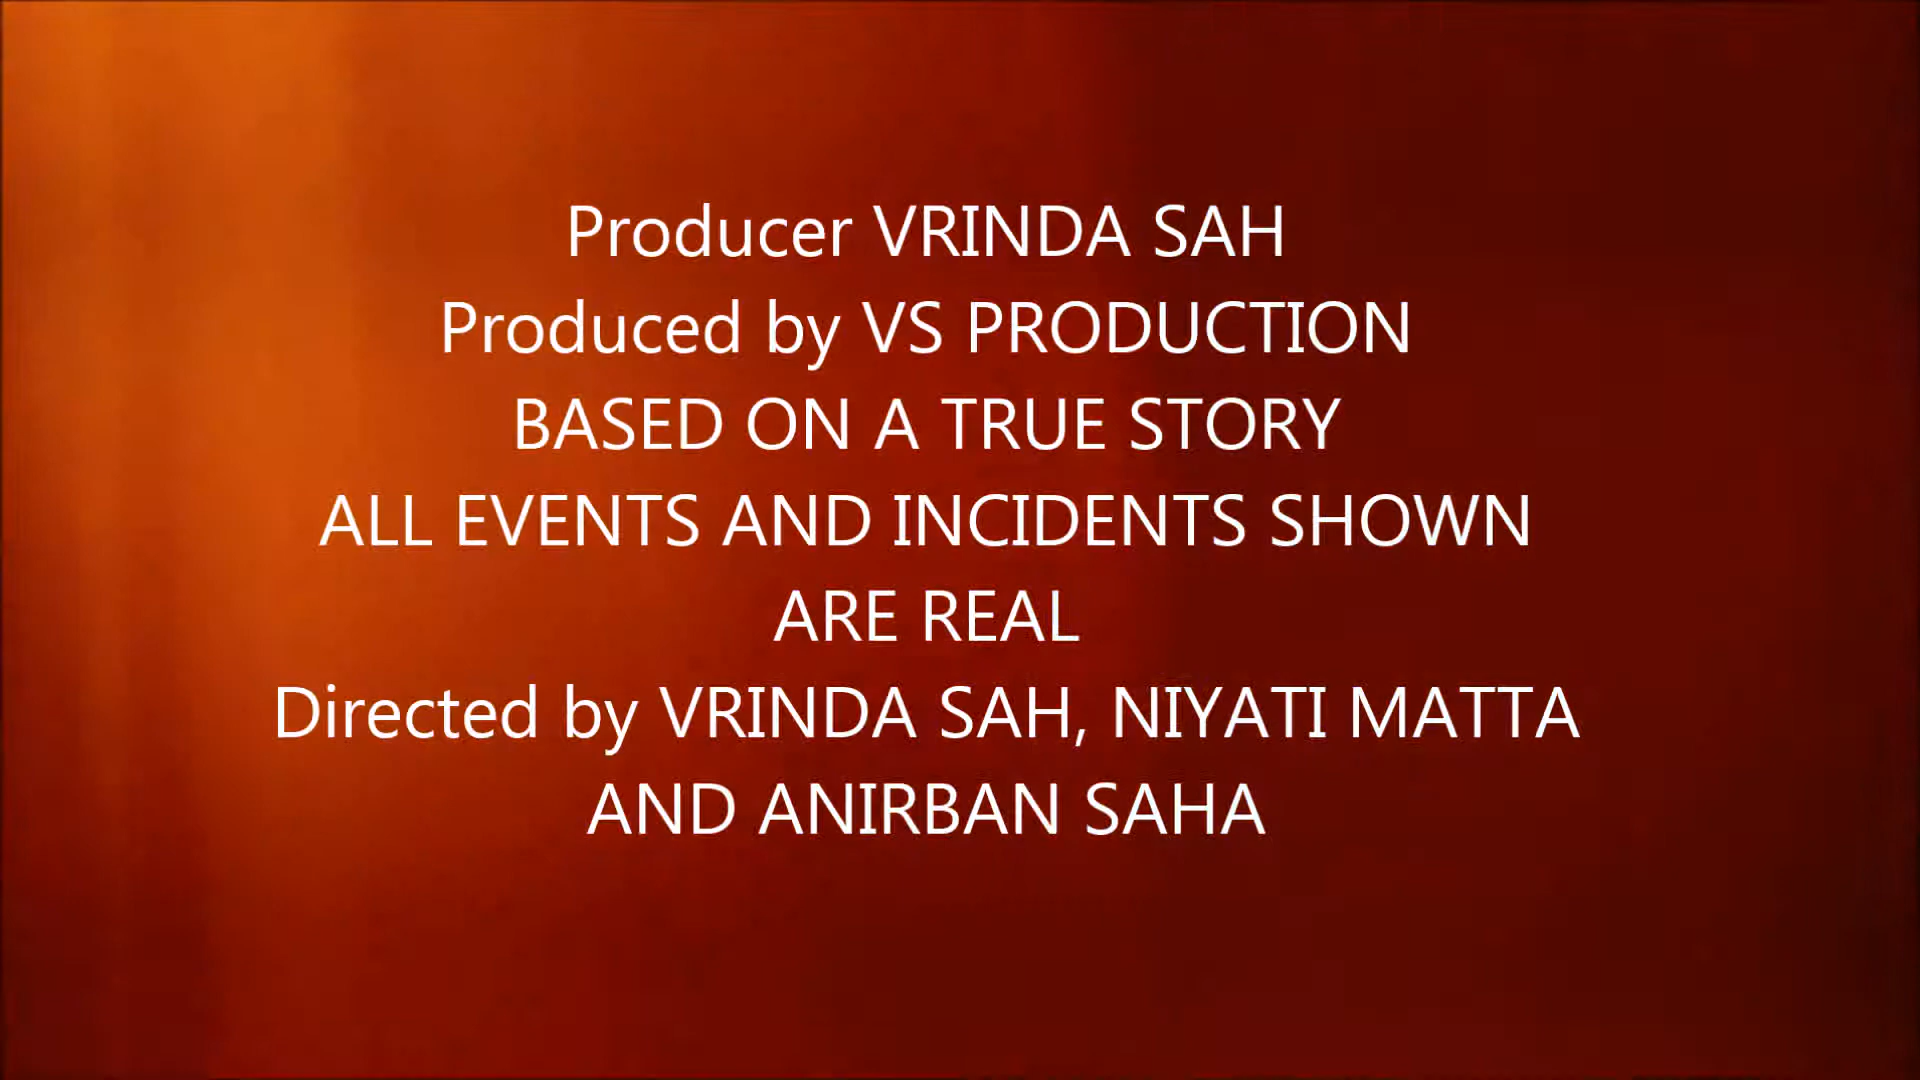 Producer VRINDA SAH
Produced by VS PRODUCTION
BASED ON A TRUE STORY
ALL EVENTS AND INCIDENTS SHOWN
ARE REAL
Directed by VRINDA SAH, NIYATI MATTA
AND ANIRBAN SAHA